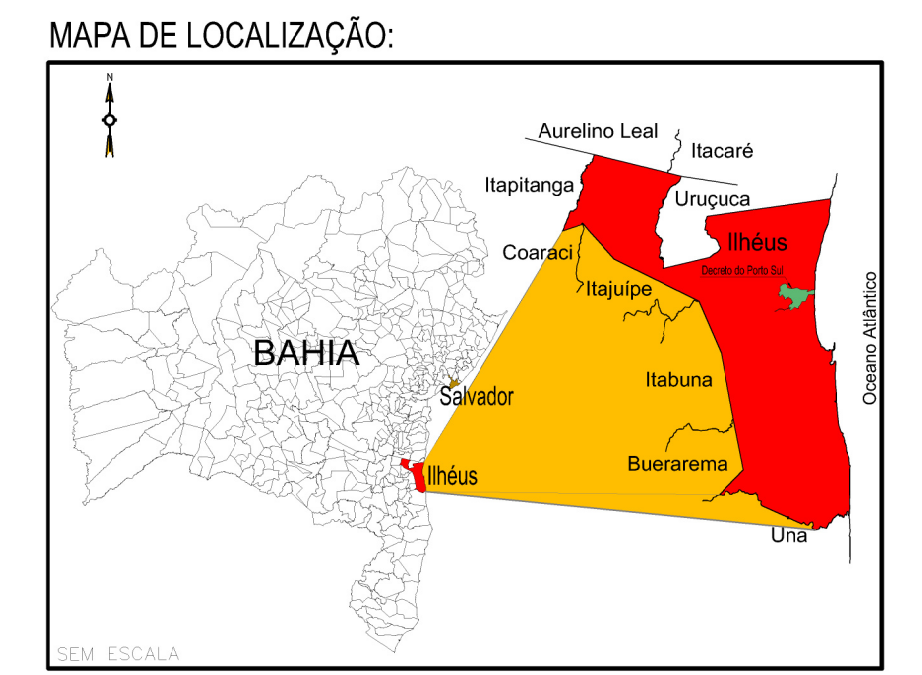 MAPA DE LOCALIZAÇÃO:
N
Aurelino Leal
Itacaré
Itapitanga
Uruçuca
Ilhéus
Coaraci
Decreto do Porto Sul
Itajuípe
Oceano Atlântico
BAHIA
Itabuna
Salvador
Buerarema
Ilhéus
Una
SEM ESCALA